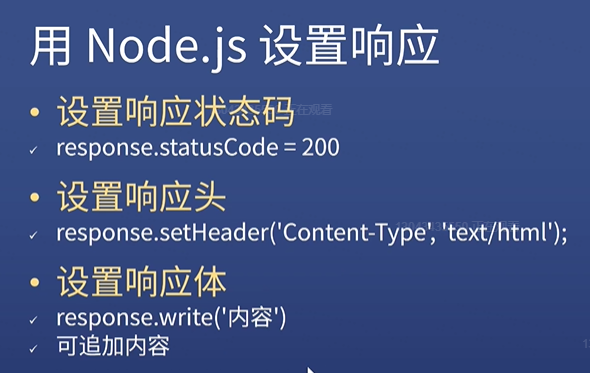 用 Node.js 设置响应
• 设置响应状态码
✓ response.statusCode = 200
• 设置响应头
✓ response.setHeader('Content-Type', 'text/html');
• 设置响应体
✓ response.write('内容')
✓ 可追加内容